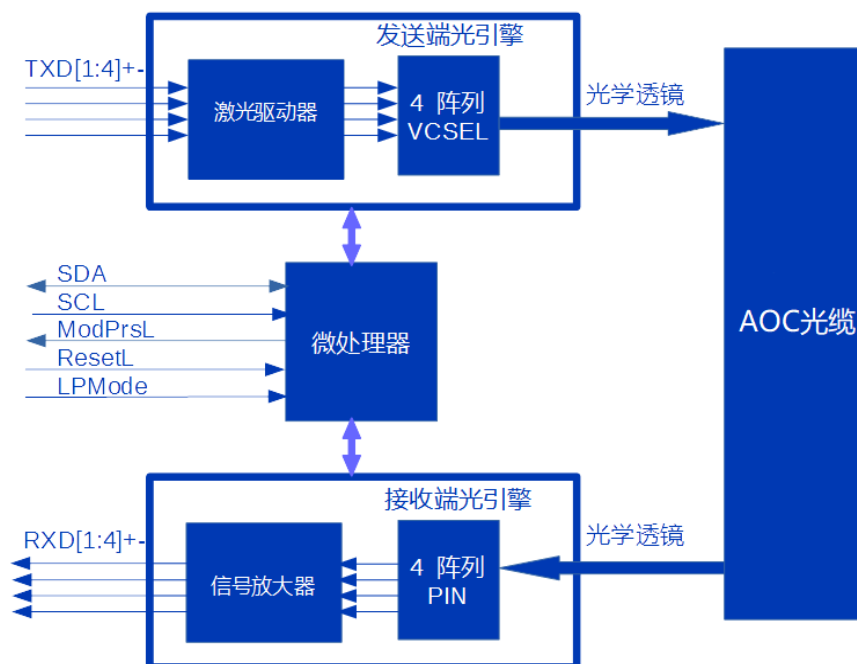 发送端光引擎
TXD[1:4]+-
激光驱动器
4 阵列
VCSEL
光学透镜
SDA
SCL
ModPrsL
ResetL
LPMode
微处理器
AOC光缆
接收端光引擎
RXD[1:4]+-
信号放大器
4 阵列
PIN
光学透镜